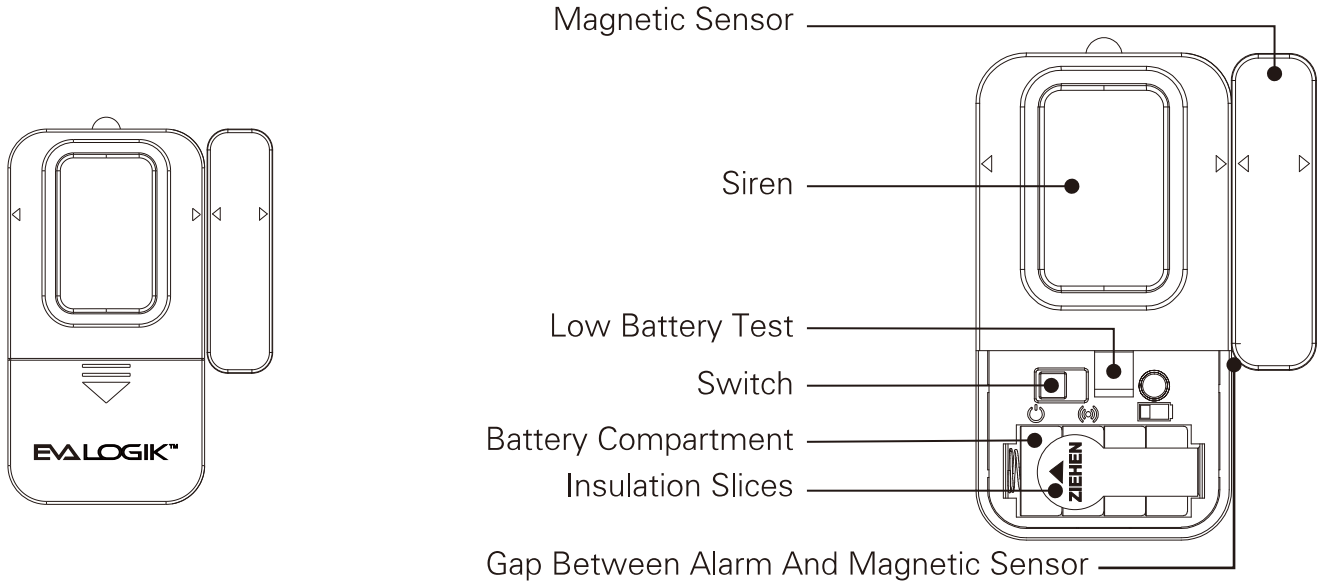 Magnetic Sensor
Siren
Low Battery Test
Switch
Battery Compartment
Insulation Slices
ZIEHEN
Gap Between Alarm And Magnetic Sensor
EVALOGIK™